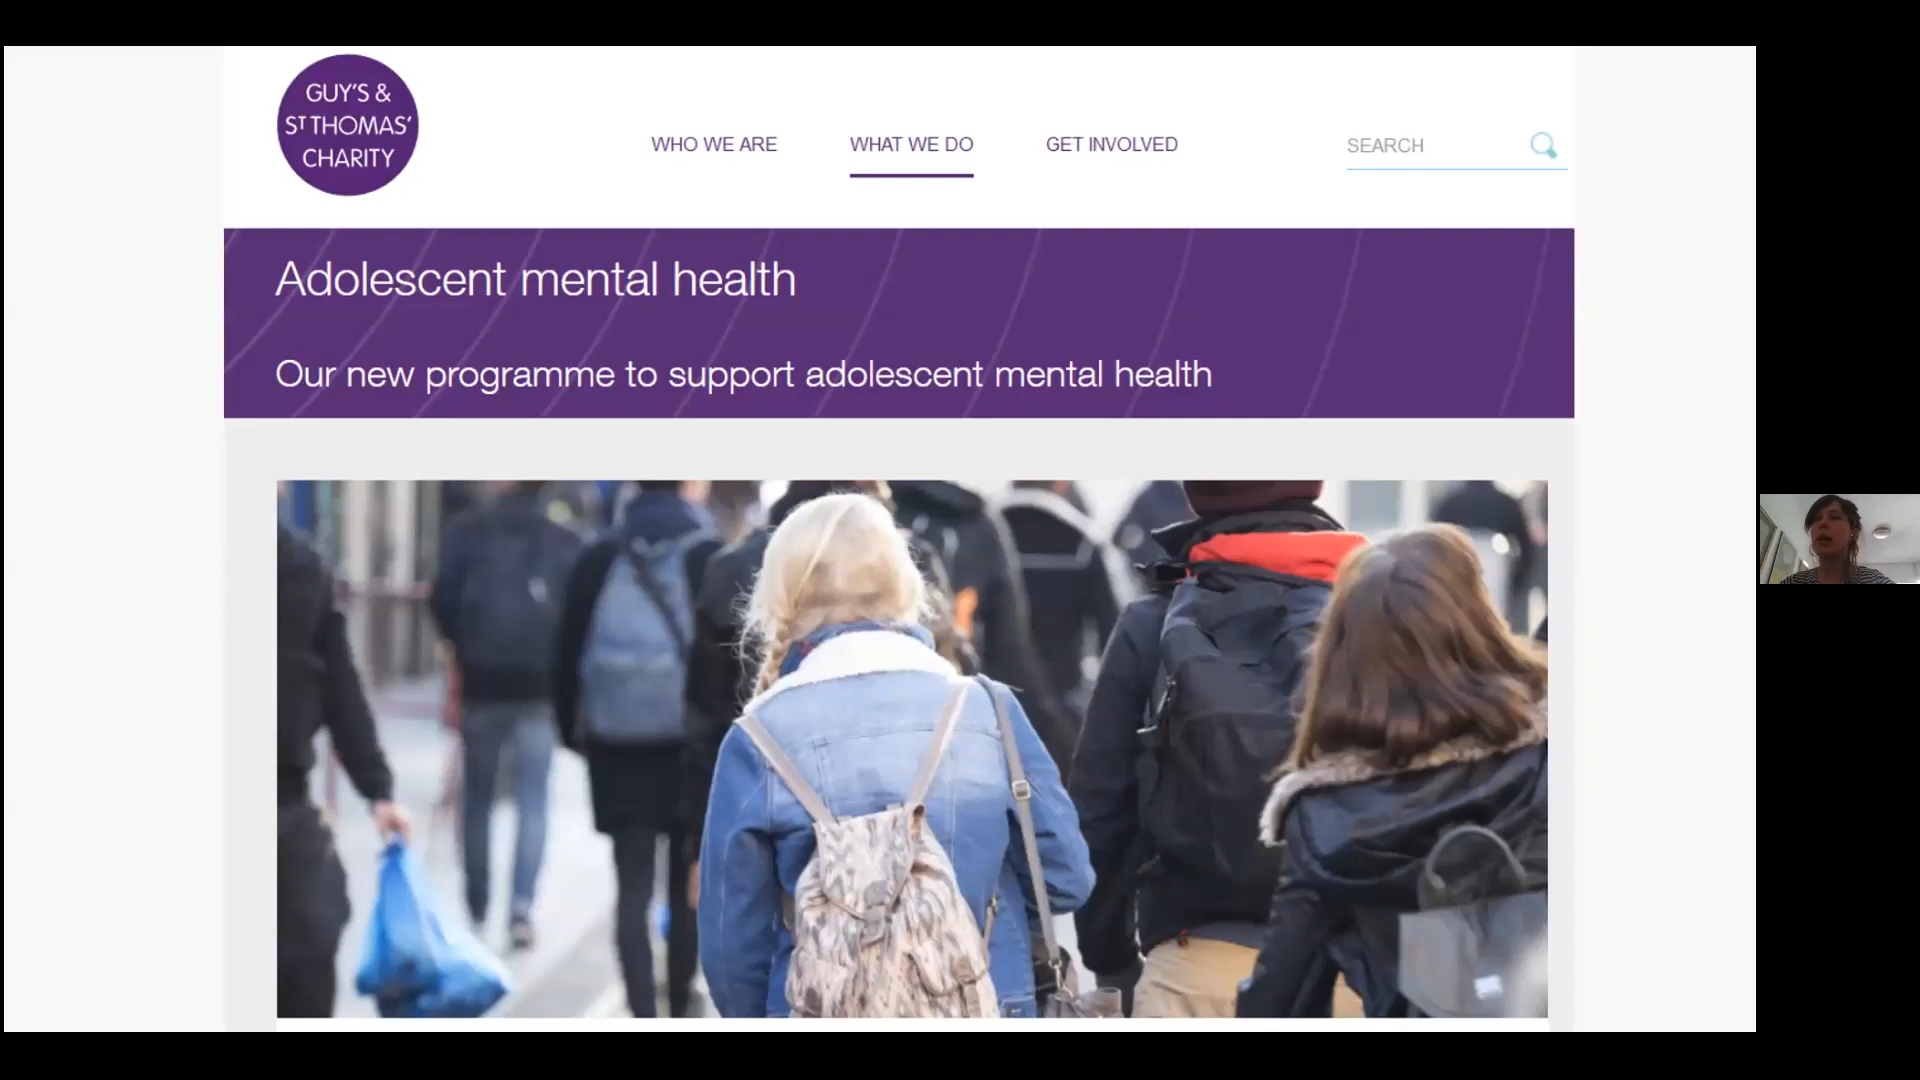 GUY'S &
ST THOMAS'
CHARITY
WHO WE ARE
WHAT WE DO
GET INVOLVED
SEARCH
Adolescent mental health
Our new programme to support adolescent mental health